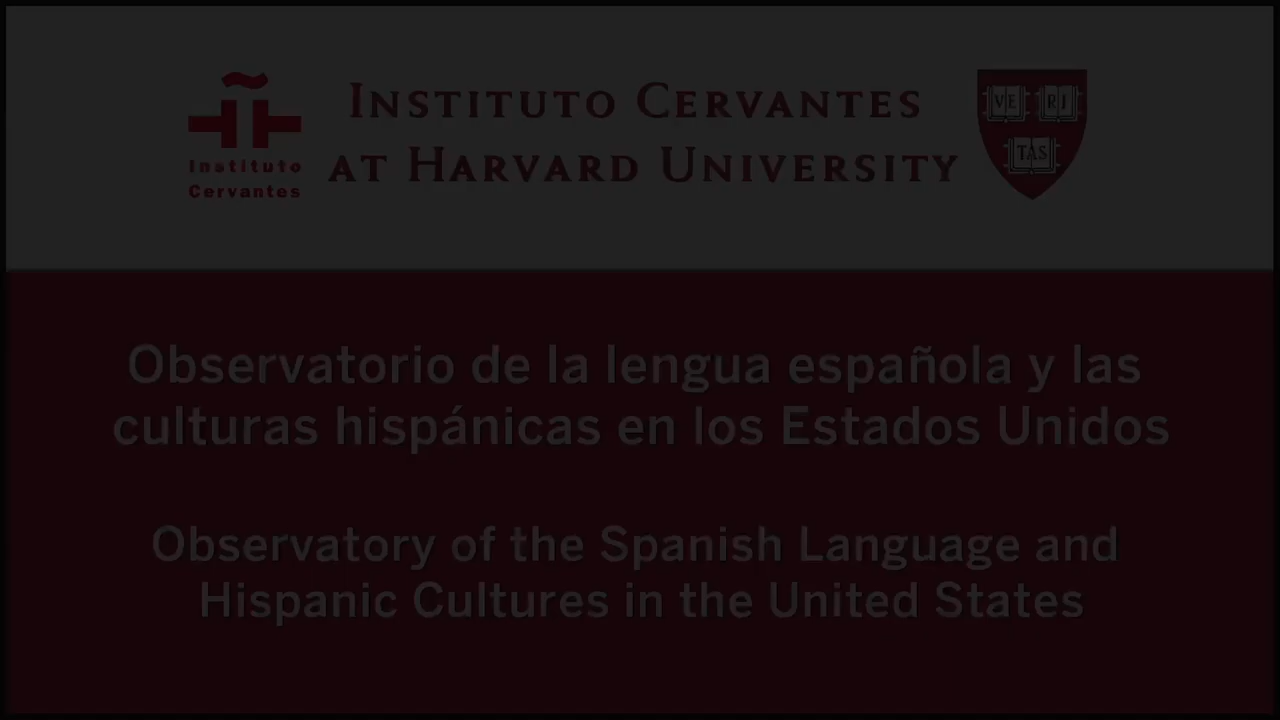 Instituto
Cervantes
INSTITUTO CERVANTES
AT HARVARD UNIVERSITY
VE RI
TAS
Observatorio de la lengua española y las
culturas hispánicas en los Estados Unidos
Observatory of the Spanish Language and
Hispanic Cultures in the United States